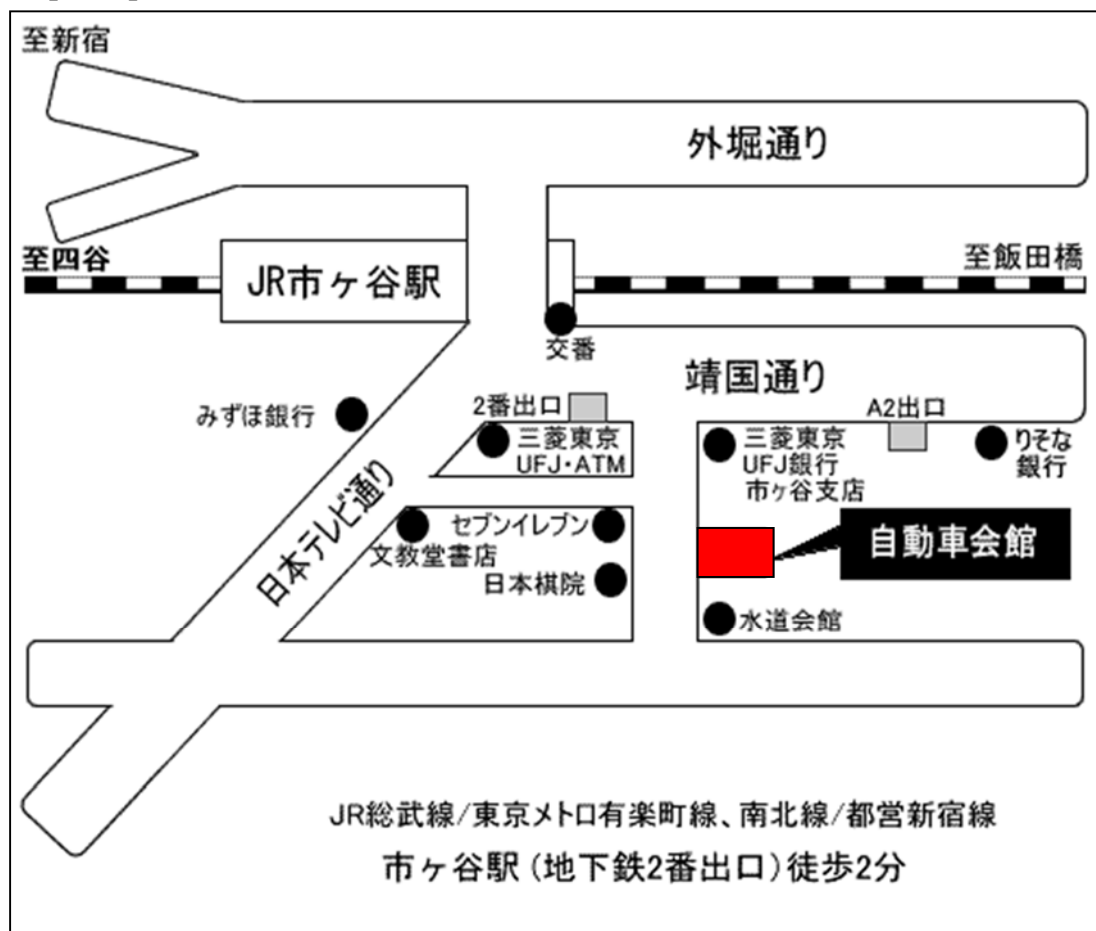 至新宿
外堀通り
至四谷
JR市ヶ谷駅
至飯田橋
交番
靖国通り
みずほ銀行
2番出口
A2出口
三菱東京
UFJ・ATM
三菱東京
UFJ銀行
市ヶ谷支店
りそな
銀行
日本テレビ通り
セブンイレブン
文教堂書店
日本棋院
自動車会館
水道会館
JR総武線/東京メトロ有楽町線、南北線/都営新宿線
市ヶ谷駅(地下鉄2番出口)徒歩2分